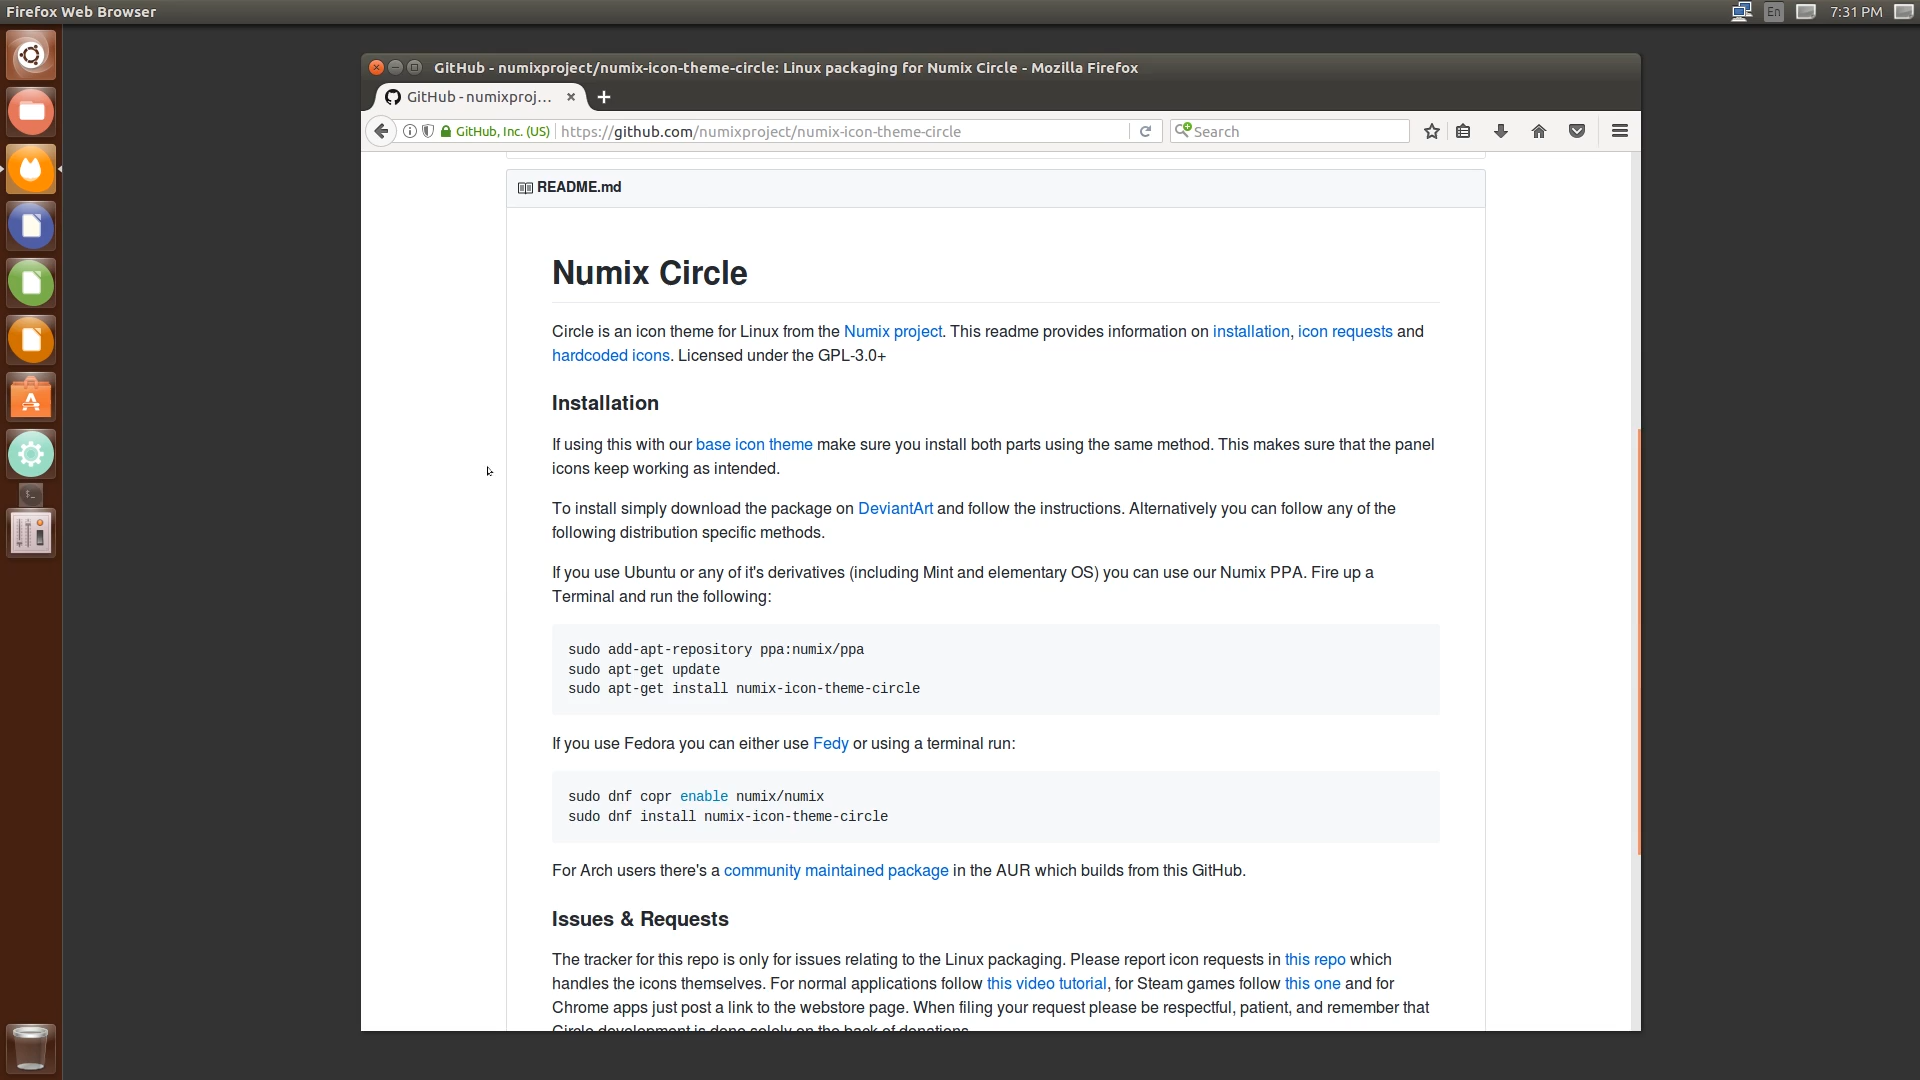 Firefox Web Browser
En
7:31 PM
GitHub - numixproject/numix-icon-theme-circle: Linux packaging for Numix Circle - Mozilla Firefox
GitHub - numixproj...
GitHub, Inc. (US)
https://github.com/numixproject/numix-icon-theme-circle
Search
README.md
Numix Circle
Circle is an icon theme for Linux from the Numix project. This readme provides information on installation, icon requests and
hardcoded icons. Licensed under the GPL-3.0+
Installation
If using this with our base icon theme make sure you install both parts using the same method. This makes sure that the panel
icons keep working as intended.
To install simply download the package on DeviantArt and follow the instructions. Alternatively you can follow any of the
following distribution specific methods.
If you use Ubuntu or any of it's derivatives (including Mint and elementary OS) you can use our Numix PPA. Fire up a
Terminal and run the following:
sudo add-apt-repository ppa:numix/ppa
sudo apt-get update
sudo apt-get install numix-icon-theme-circle
If you use Fedora you can either use Fedy or using a terminal run:
sudo dnf copr enable numix/numix
sudo dnf install numix-icon-theme-circle
For Arch users there's a community maintained package in the AUR which builds from this GitHub.
Issues & Requests
The tracker for this repo is only for issues relating to the Linux packaging. Please report icon requests in this repo which
handles the icons themselves. For normal applications follow this video tutorial, for Steam games follow this one and for
Chrome apps just post a link to the webstore page. When filing your request please be respectful, patient, and remember that
Circle development is done solely on the back of donations.